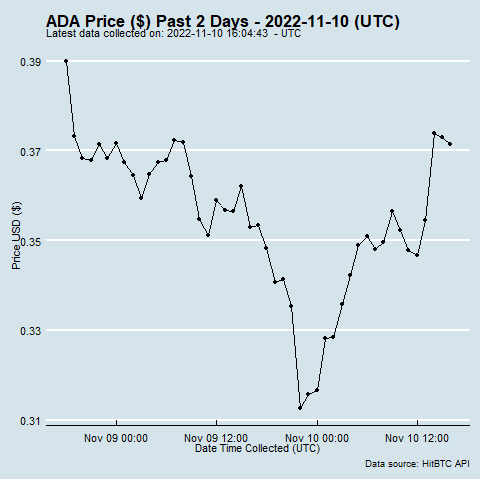 ADA Price ($) Past 2 Days - 2022-11-10 (UTC)
Latest data collected on: 2022-11-10 16:04:43 - UTC
0.39
0.37
0.35
0.33
0.31
Price USD ($)
Nov 09 00:00 Nov 09 12:00 Nov 10 00:00 Nov 10 12:00
Date Time Collected (UTC)
Data source: HitBTC API